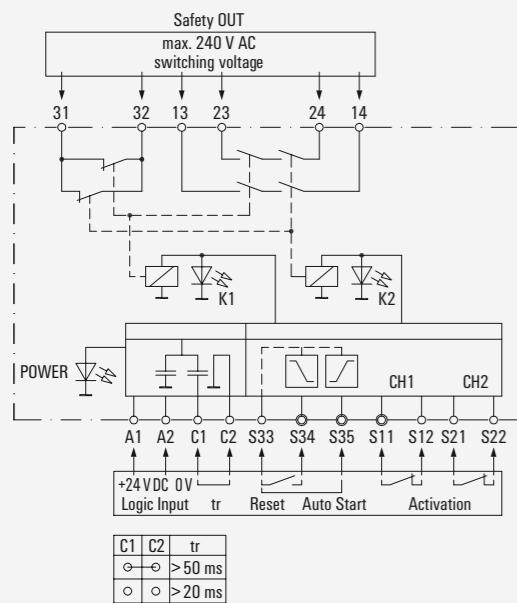 Safety OUT
max. 240 V AC
switching voltage
31 32 13 23 24 14
K1 K2
POWER
CH1 CH2
A1 A2 C1 C2 S33 S34 S35 S11 S12 S21 S22
+24 V DC 0 V
Logic Input tr Reset Auto Start Activation
C1 C2 tr
> 50 ms
> 20 ms